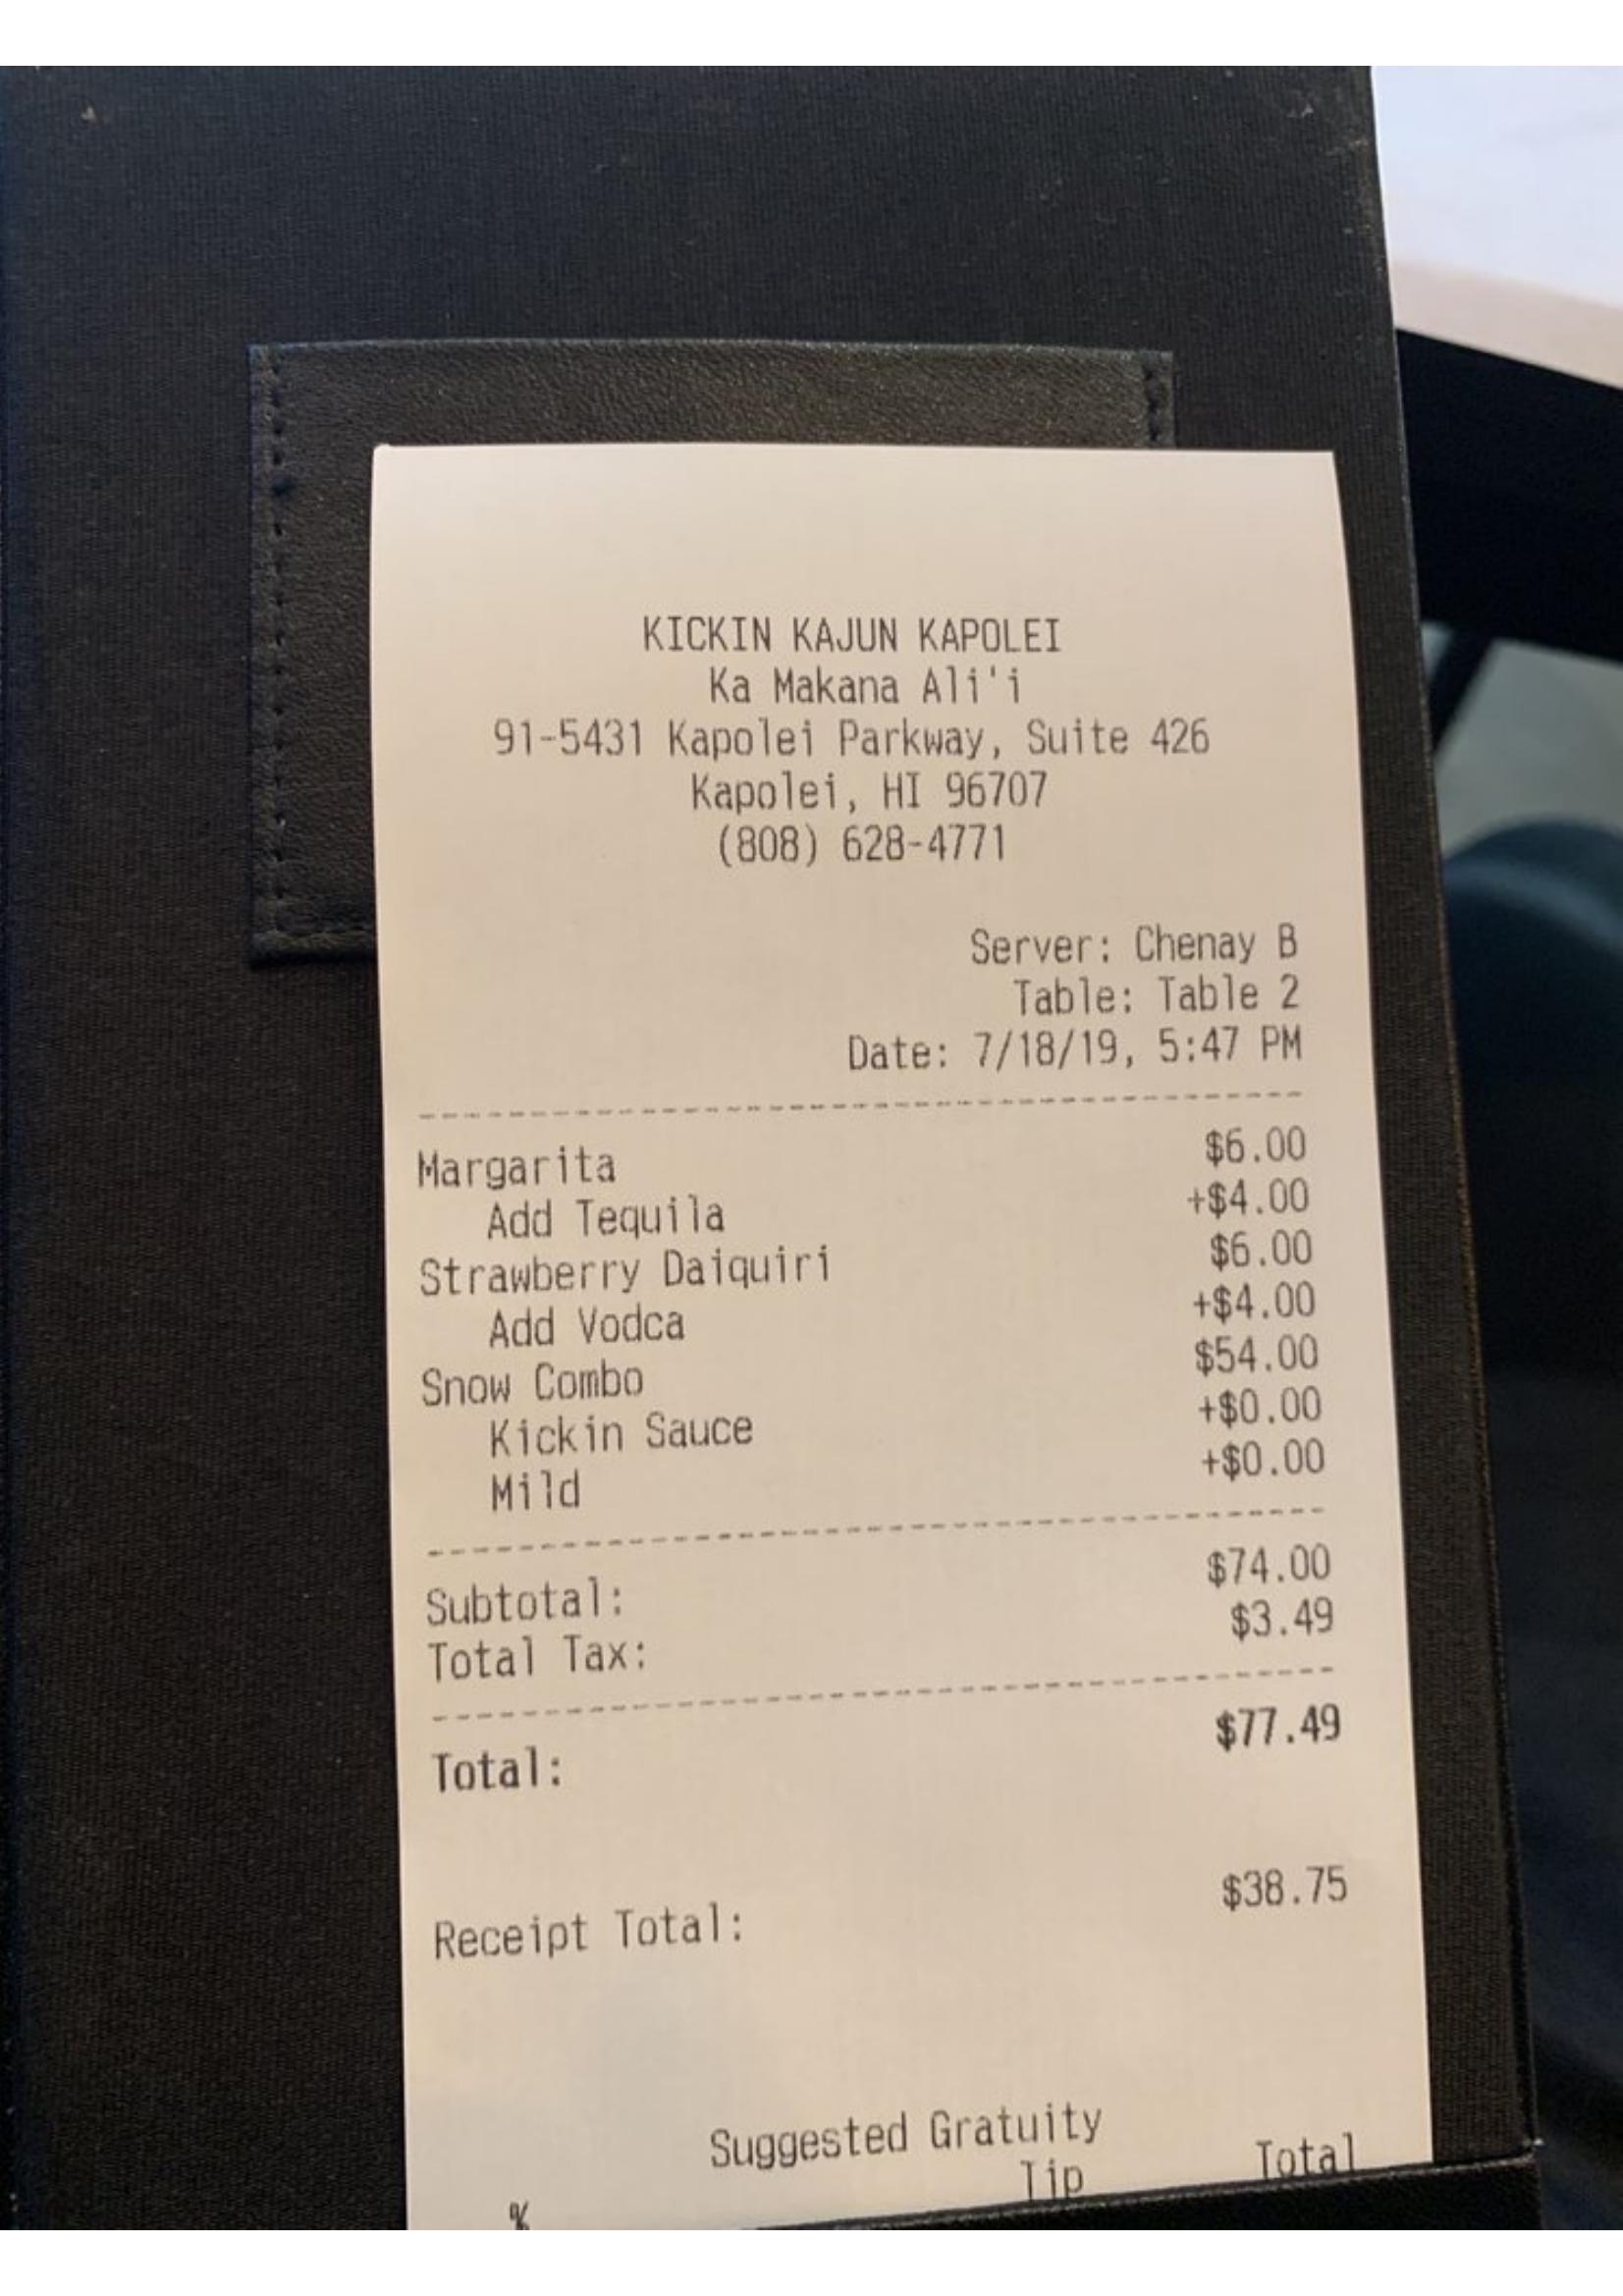 KICKIN KAJUN KAPOLEI
Ka Makana Ali'i
91-5431 Kapolei Parkway, Suite 426
Kapolei, HI 96707
(808) 628-4771
Server: Chenay B
Table: Table 2
Date: 7/18/19, 5:47 PM
Margarita $6.00
Add Tequila +$4.00
Strawberry Daiquiri $6.00
Add Vodca +$4.00
Snow Combo $54.00
Kickin Sauce +$0.00
Mild +$0.00
Subtotal: $74.00
Total Tax: $3.49
Total: $77.49
Receipt Total: $38.75
Suggested Gratuity
% Tip Total